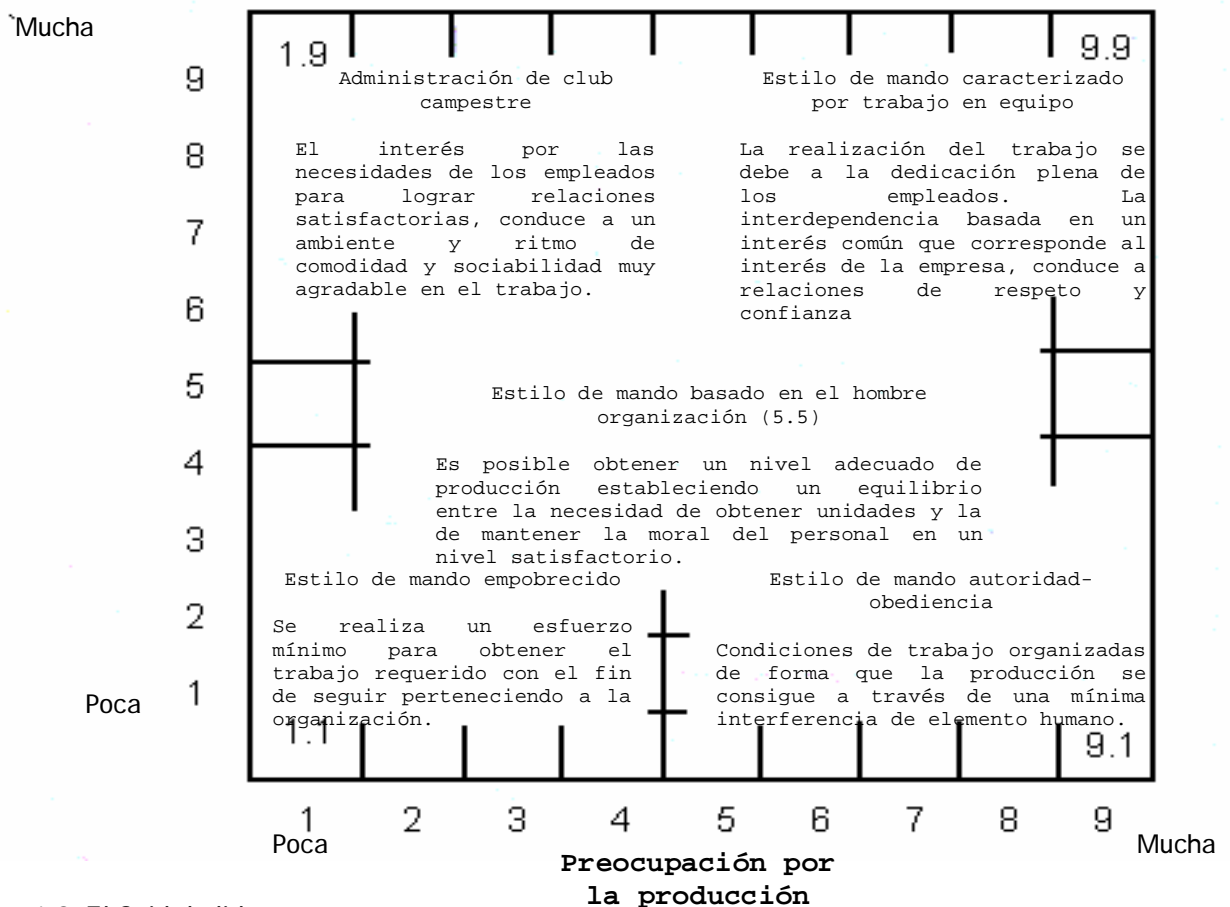 Mucha
9
8
7
6
5
4
3
2
1
Poca
1.9
Administración de club
campestre
El interés por las
necesidades de los empleados
para lograr relaciones
satisfactorias, conduce a un
ambiente y ritmo de
comodidad y sociabilidad muy
agradable en el trabajo.
9.9
Estilo de mando caracterizado
por trabajo en equipo
La realización del trabajo se
debe a la dedicación plena de
los empleados. La
interdependencia basada en un
interés común que corresponde al
interés de la empresa, conduce a
relaciones de respeto y
confianza
Estilo de mando basado en el hombre
organización (5.5)
Es posible obtener un nivel adecuado de
producción estableciendo un equilibrio
entre la necesidad de obtener unidades y la
de mantener la moral del personal en un
nivel satisfactorio.
Estilo de mando empobrecido
Se realiza un esfuerzo
mínimo para obtener el
trabajo requerido con el fin
de seguir perteneciendo a la
organización.
1.1
Estilo de mando autoridad-
obediencia
Condiciones de trabajo organizadas
de forma que la producción se
consigue a través de una mínima
interferencia de elemento humano.
9.1
1 2 3 4 5 6 7 8 9
Poca
Mucha
Preocupación por
la producción